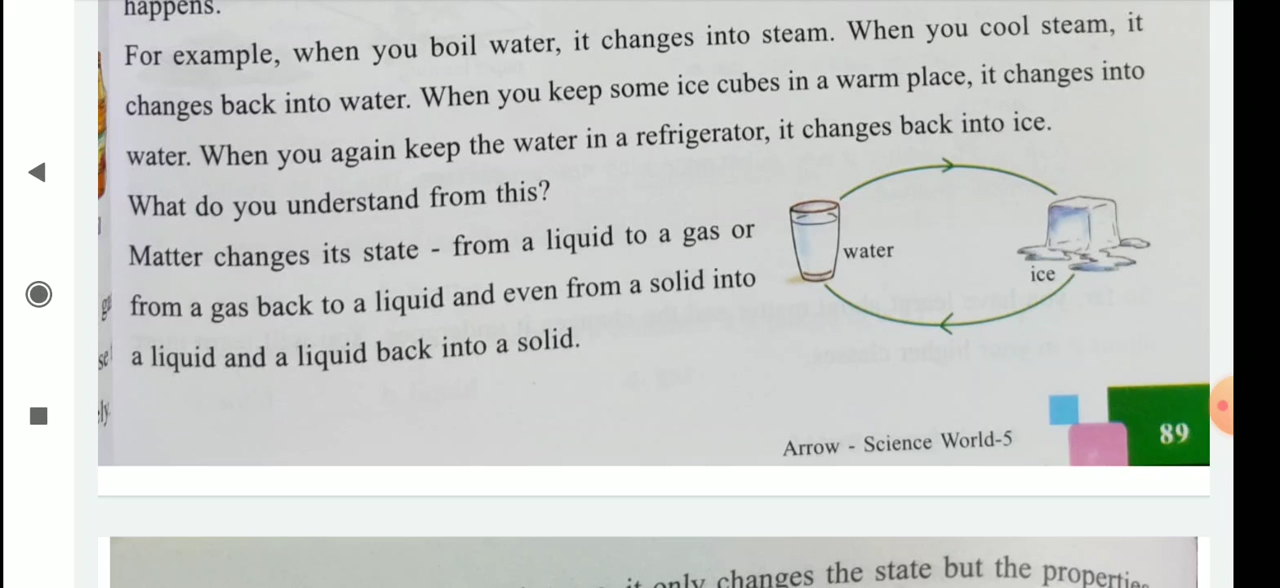 happens.
For example, when you boil water, it changes into steam. When you cool steam, it
changes back into water. When you keep some ice cubes in a warm place, it changes into
water. When you again keep the water in a refrigerator, it changes back into ice.
What do you understand from this?
Matter changes its state - from a liquid to a gas or
from a gas back to a liquid and even from a solid into
a liquid and a liquid back into a solid.
water
ice
Arrow - Science World-5
89
it only changes the state but the